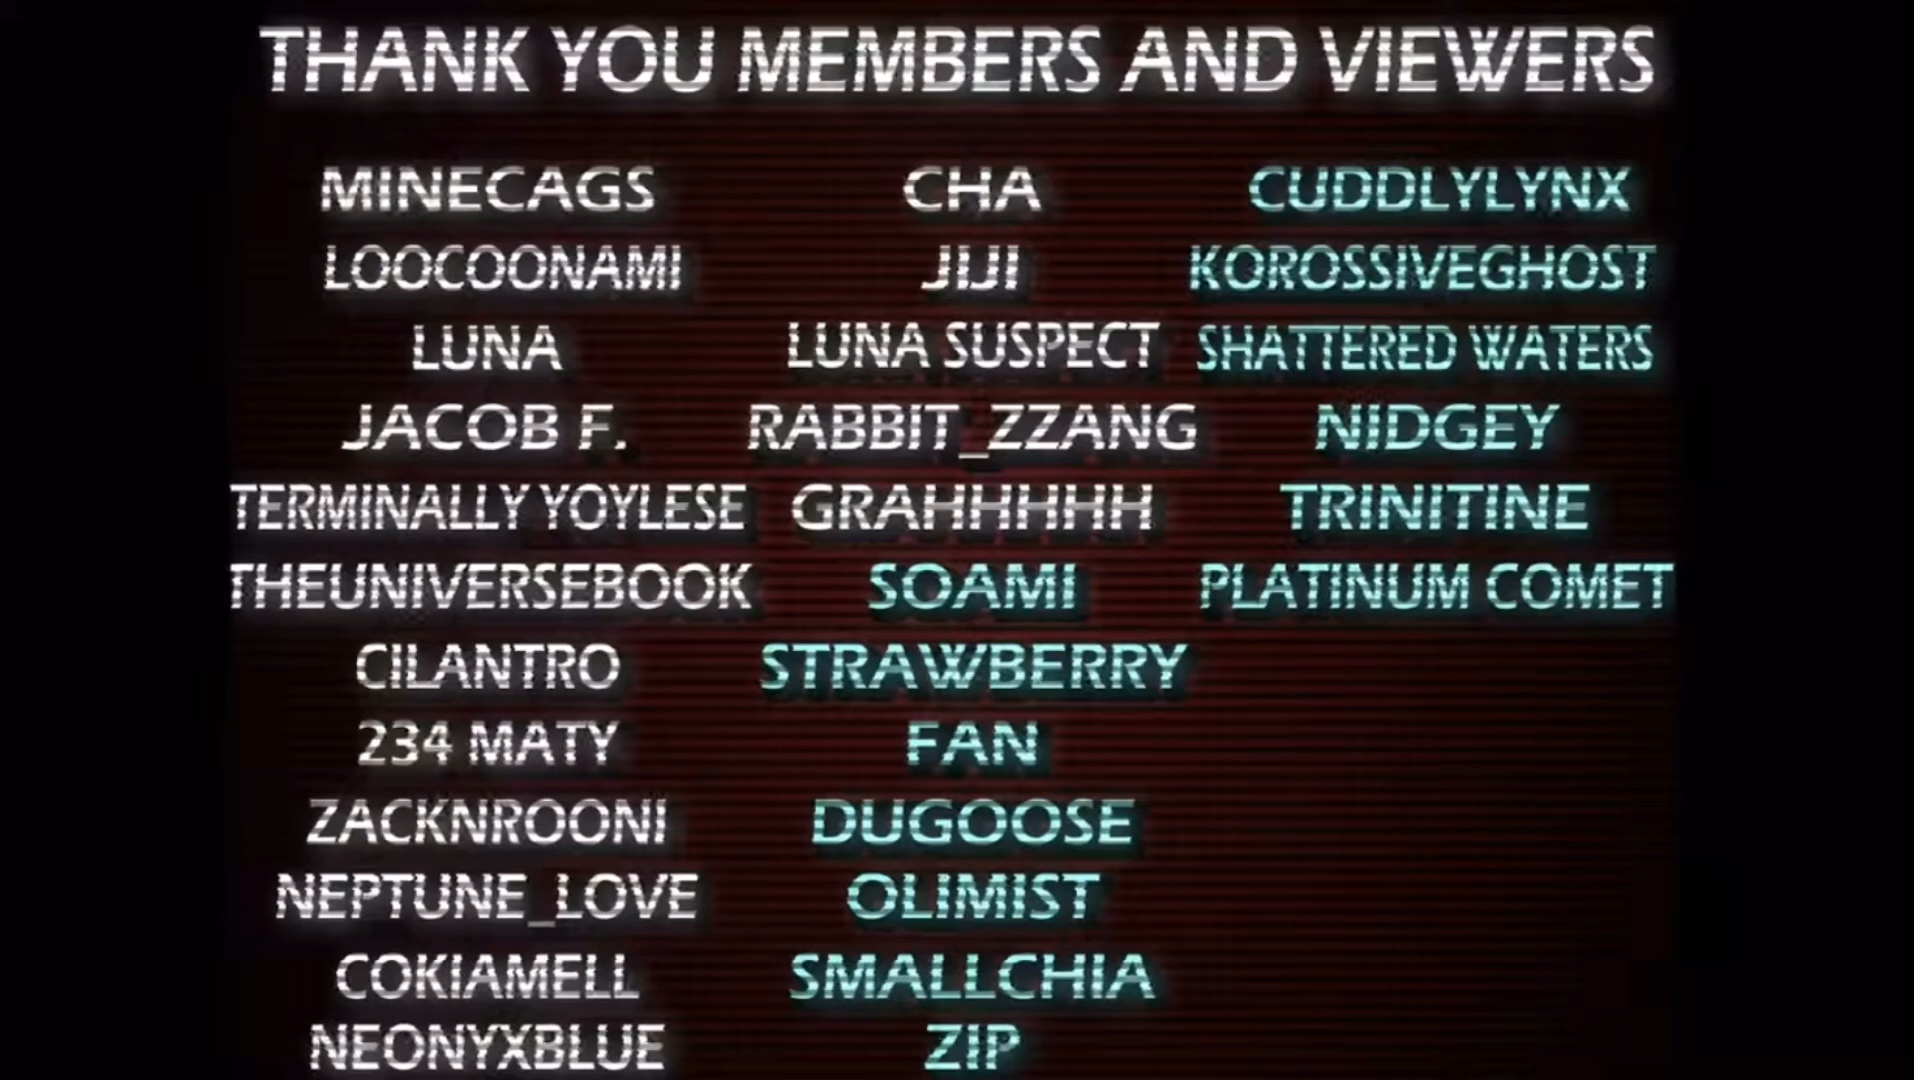 THANK YOU MEMBERS AND VIEWERS
MINECAGS
LOOCOONAMI
LUNA
JACOB F.
TERMINALLY YOYLESE
THEUNIVERSEBOOK
CILANTRO
234 MATY
ZACKNROONI
NEPTUNE_LOVE
COKIAMELL
NEONYXBLUE
CHA
JIJI
LUNA SUSPECT
RABBIT_ZZANG
GRAHHHHH
SOAMI
STRAWBERRY
FAN
DUGOOSE
OLIMIST
SMALLCHIA
ZIP
CUDDLYLYNX
KOROSSIVEGHOST
SHATTERED WATERS
NIDGEY
TRINITINE
PLATINUM COMET